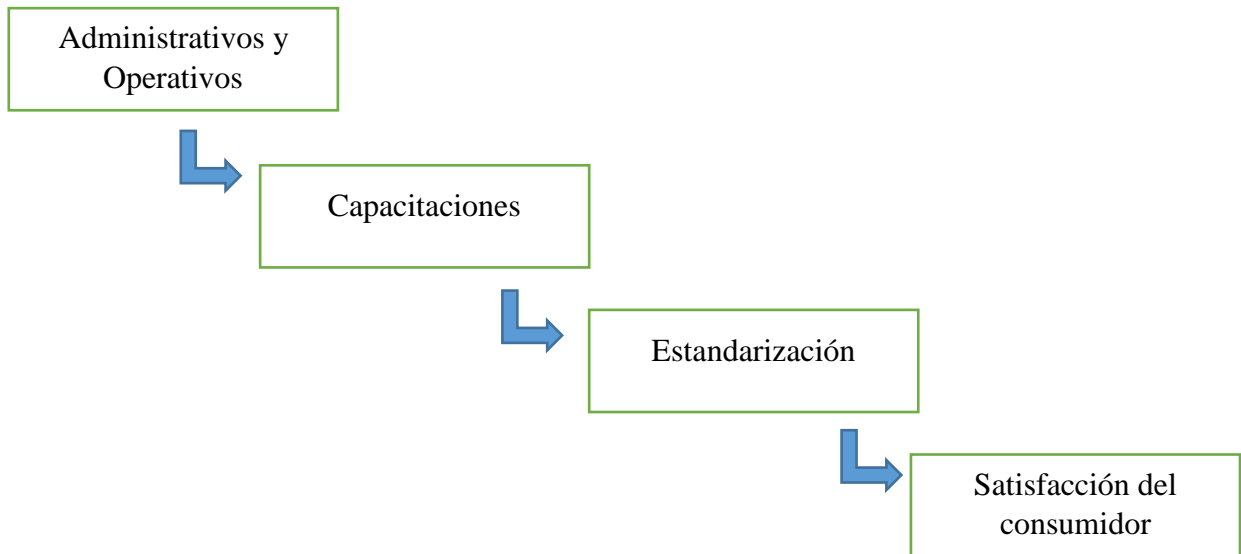 Administrativos y
Operativos
Capacitaciones
Estandarización
Satisfacción del
consumidor